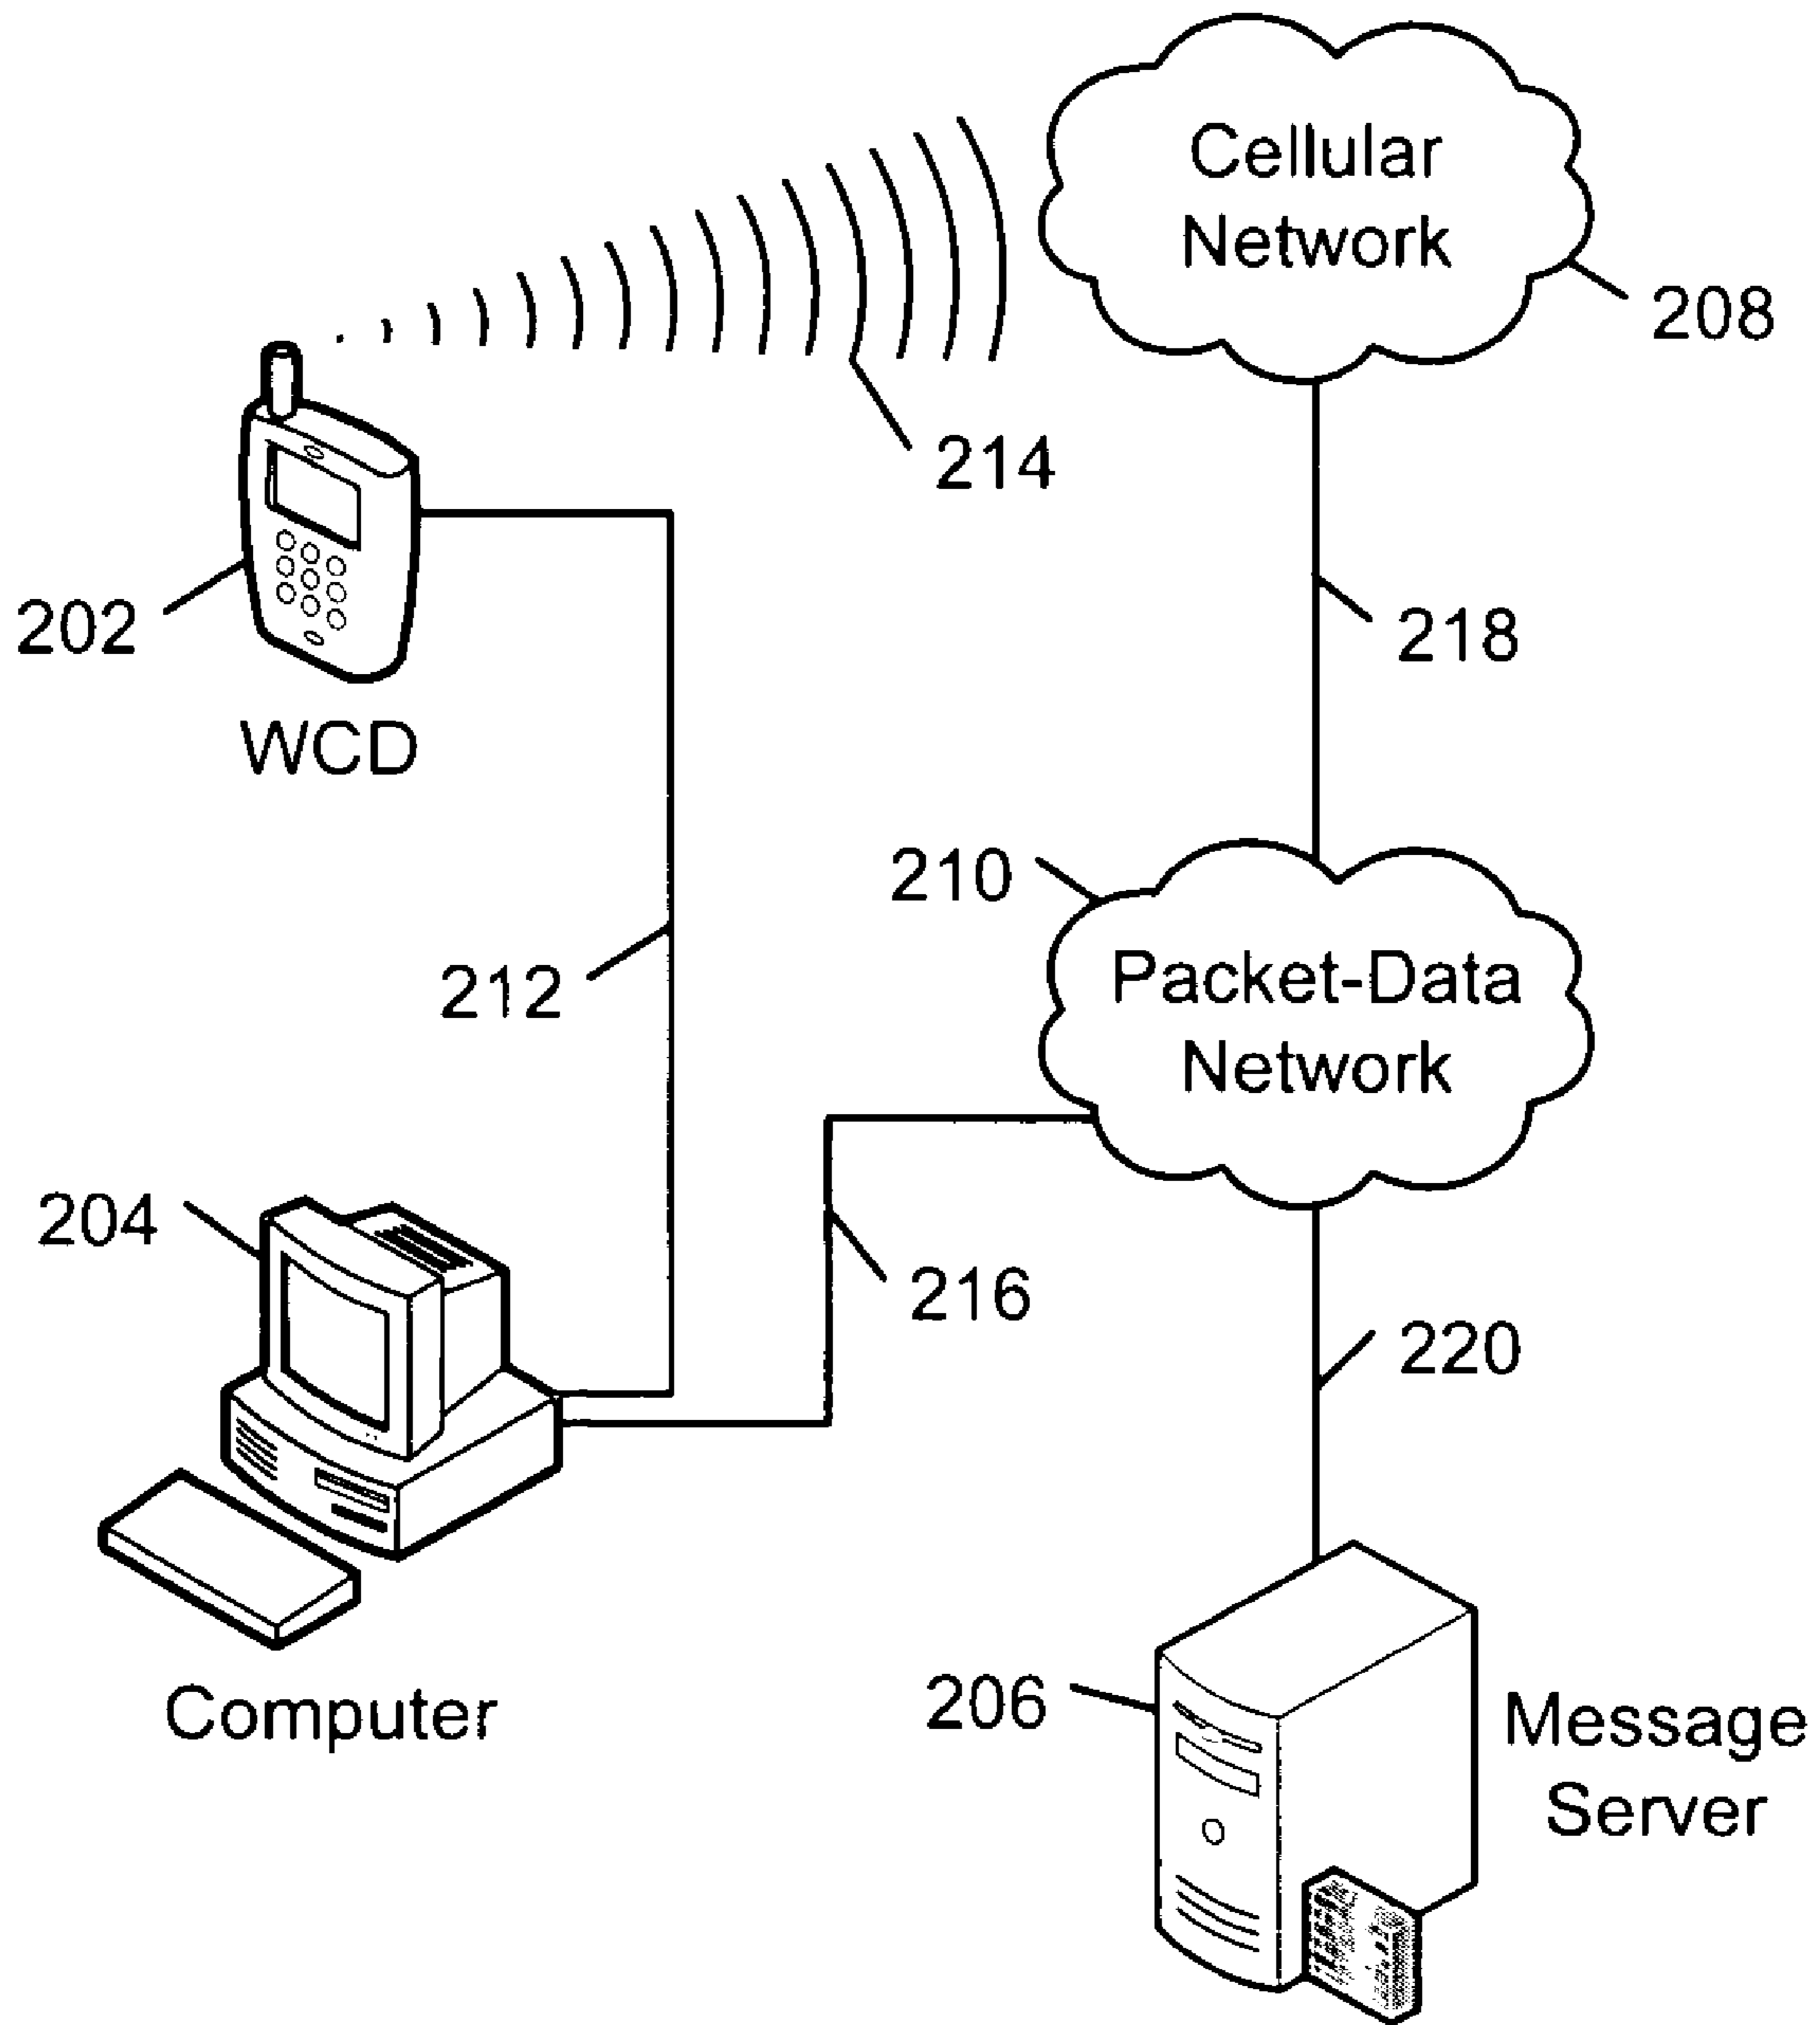 Cellular
Network
208
214
202
218
WCD
210
Packet-Data
Network
212
204
216
220
Computer
206
Message
Server